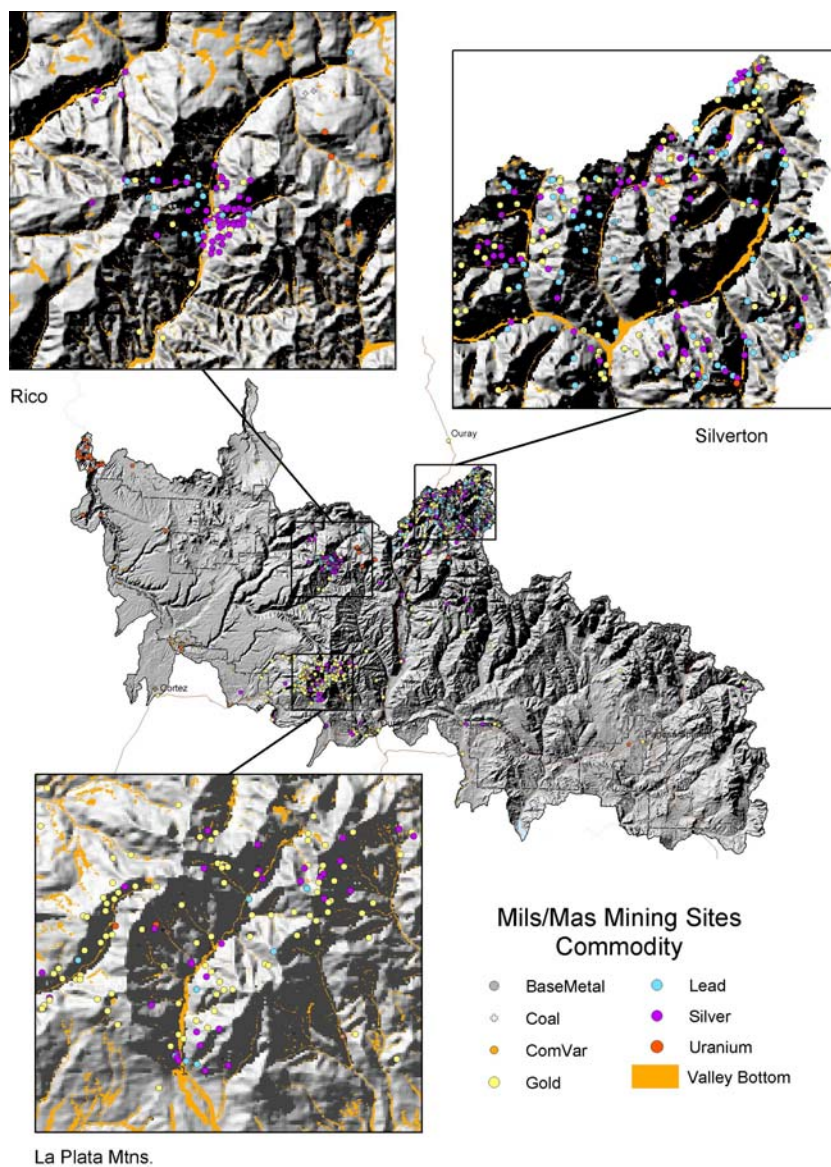 Rico
Silverton
Ouray
Cortez
La Plata Mtns.
Mils/Mas Mining Sites
Commodity
BaseMetal
Coal
ComVar
Gold
Lead
Silver
Uranium
Valley Bottom